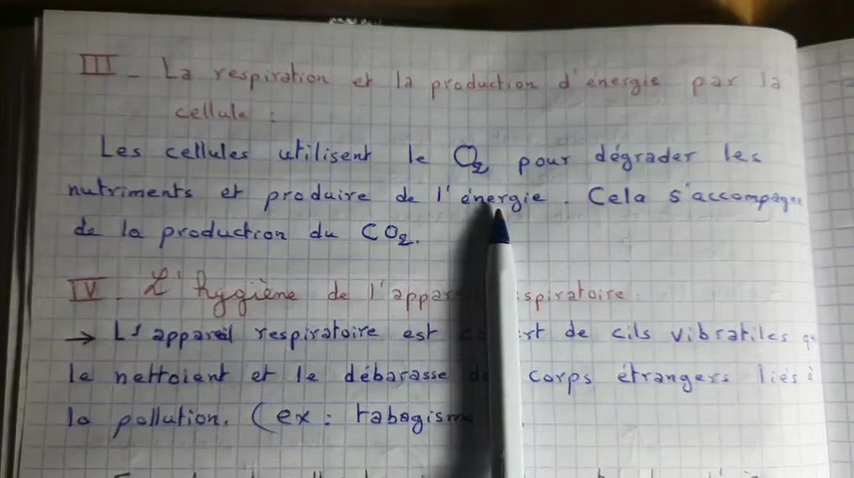 III - La respiration et la production d'energie par la
cellule :
Les cellules utilisent le O2 pour dégrader les
nutriments et produire de l'énergie. Cela s'accompagne
de la production du CO2.
IV - L'hygiène de l'appar spiratoire
→ L'appareil respiratoire est de cils vibratiles
le nettoient et le débarasse corps étrangers liés à
la pollution. (ex : tabagisme